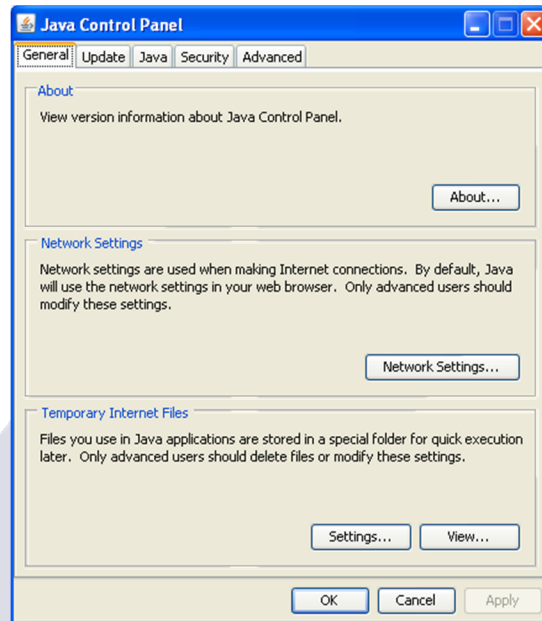 Java Control Panel
General Update Java Security Advanced
About
View version information about Java Control Panel.
About...
Network Settings
Network settings are used when making Internet connections. By default, Java
will use the network settings in your web browser. Only advanced users should
modify these settings.
Network Settings...
Temporary Internet Files
Files you use in Java applications are stored in a special folder for quick execution
later. Only advanced users should delete files or modify these settings.
Settings... View...
OK Cancel Apply